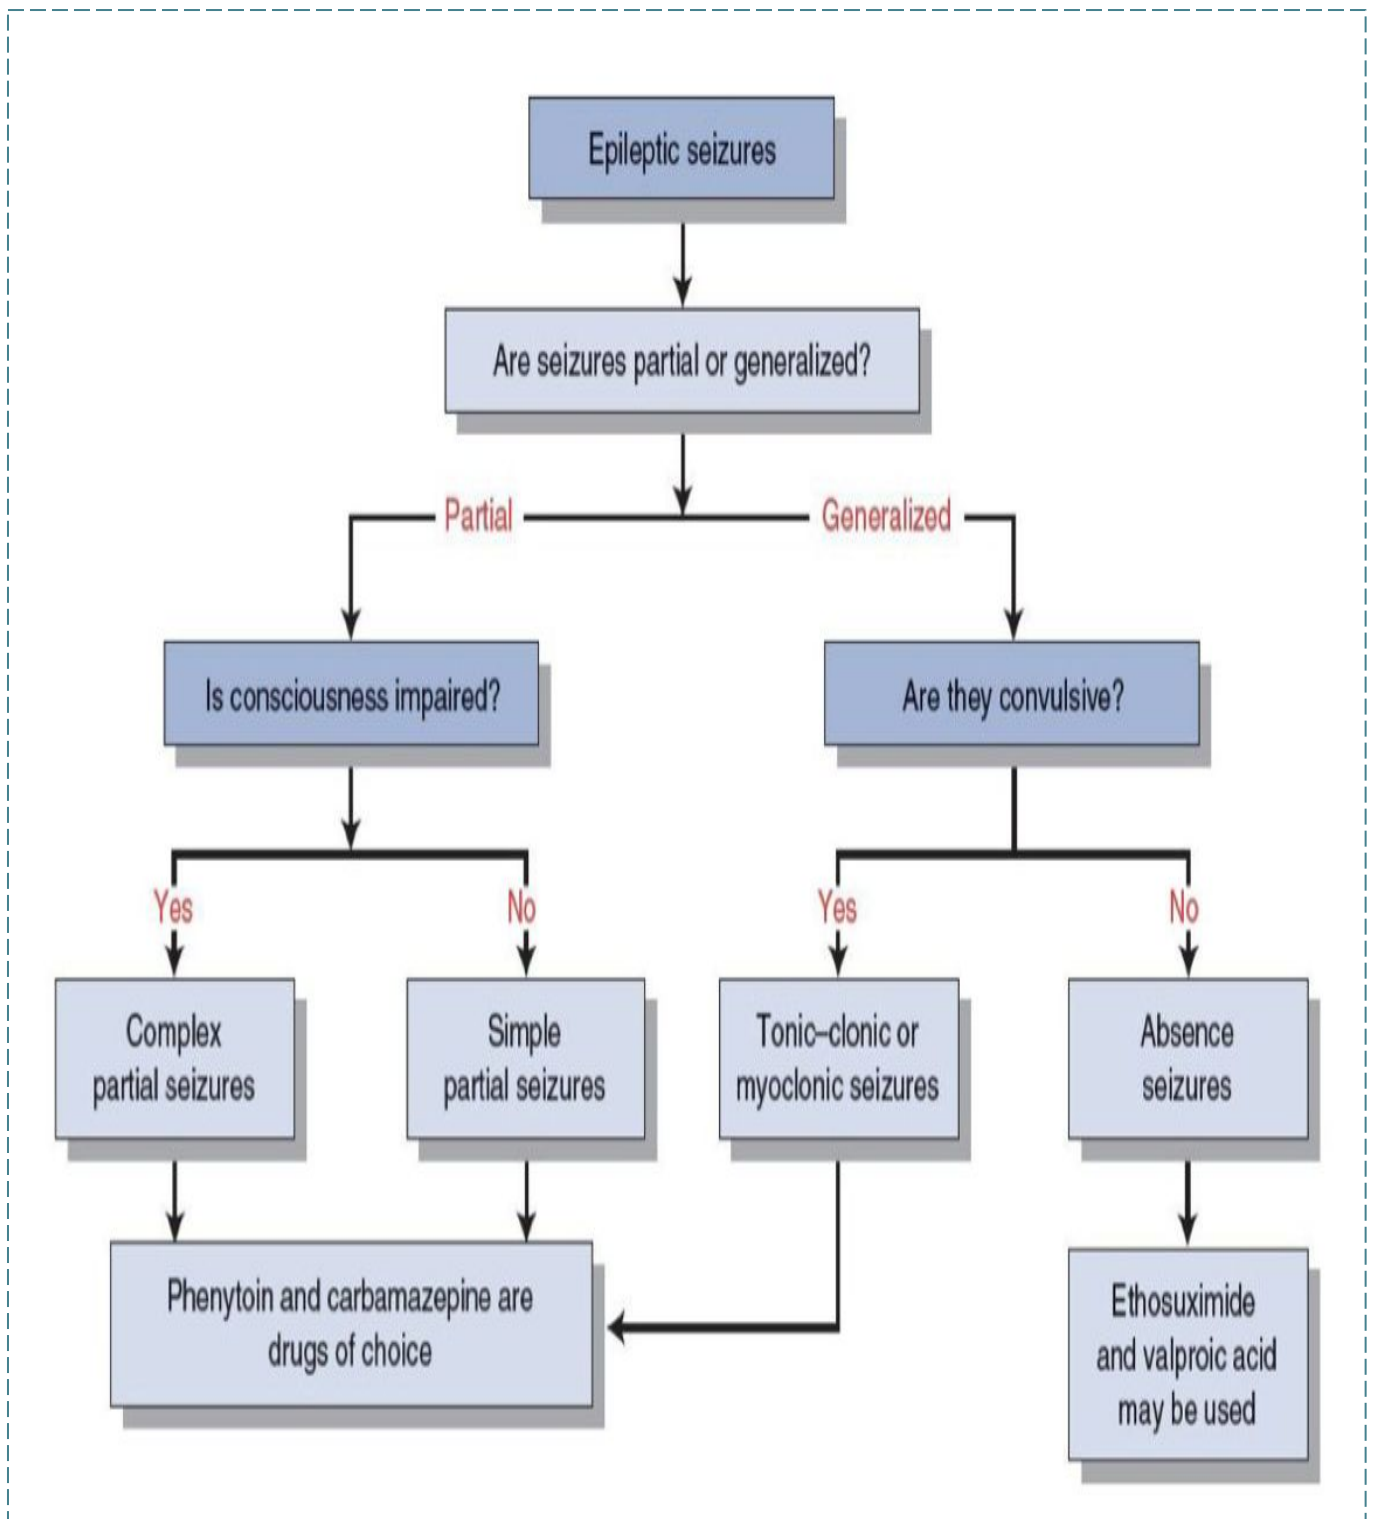 Epileptic seizures
Are seizures partial or generalized?
Partial
Generalized
Is consciousness impaired?
Are they convulsive?
Yes
No
Yes
No
Complex
partial seizures
Simple
partial seizures
Tonic–clonic or
myoclonic seizures
Absence
seizures
Phenytoin and carbamazepine are
drugs of choice
Ethosuximide
and valproic acid
may be used